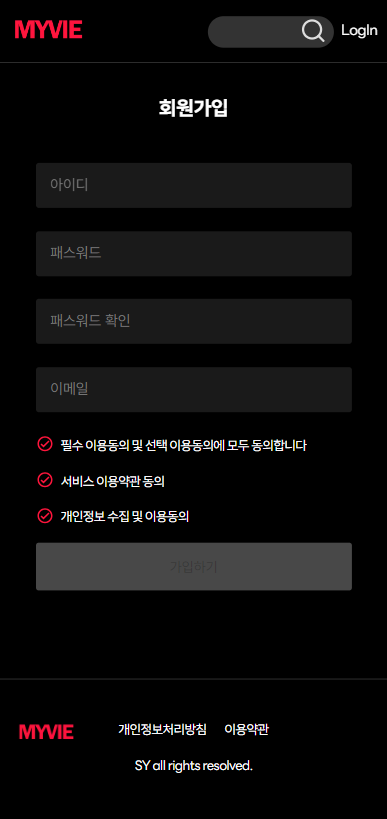 MYVIE
LogIn
회원가입
아이디
패스워드
패스워드 확인
이메일
필수 이용동의 및 선택 이용동의에 모두 동의합니다
서비스 이용약관 동의
개인정보 수집 및 이용동의
가입하기
개인정보처리방침 이용약관
MYVIE
SY all rights resolved.